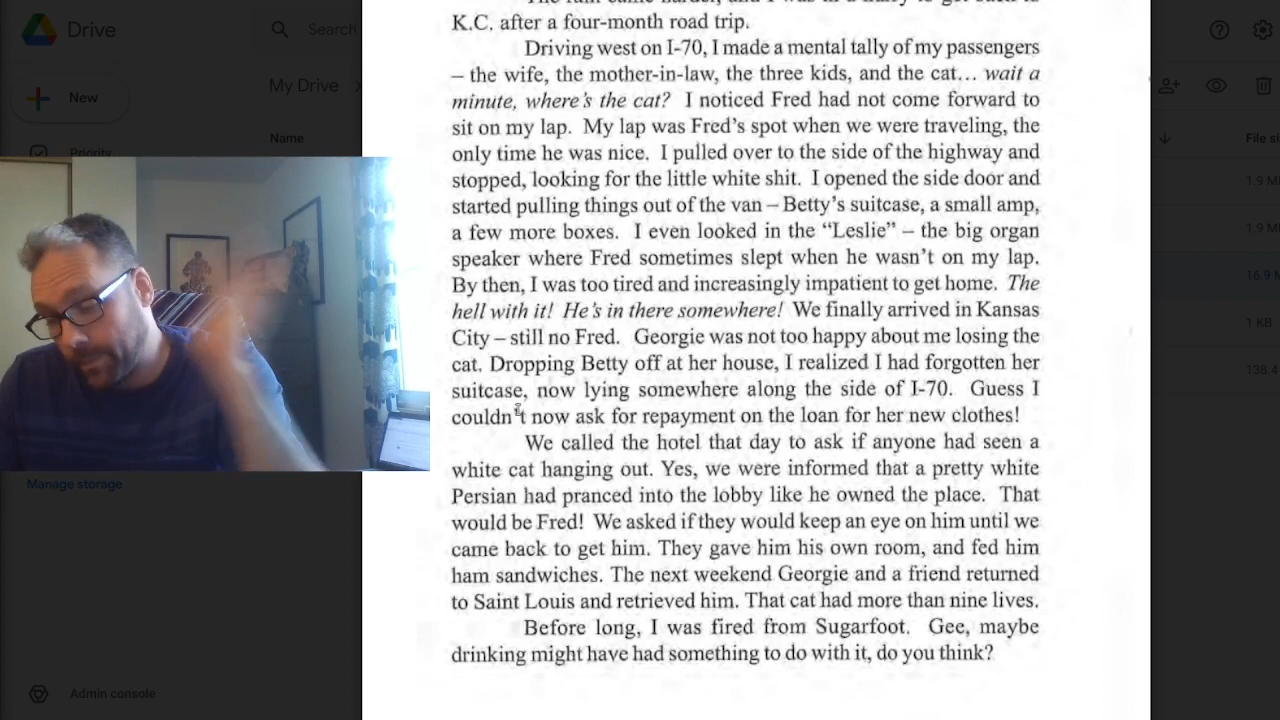 Drive
Search
New
My Drive
Name
Priority
File
1.9
1.9
16.9
1 KB
138.4
Manage storage
Admin console
K.C. after a four-month road trip.
Driving west on I-70, I made a mental tally of my passengers
– the wife, the mother-in-law, the three kids, and the cat… wait a
minute, where's the cat? I noticed Fred had not come forward to
sit on my lap. My lap was Fred's spot when we were traveling, the
only time he was nice. I pulled over to the side of the highway and
stopped, looking for the little white shit. I opened the side door and
started pulling things out of the van – Betty's suitcase, a small amp,
a few more boxes. I even looked in the “Leslie” – the big organ
speaker where Fred sometimes slept when he wasn't on my lap.
By then, I was too tired and increasingly impatient to get home. The
hell with it! He's in there somewhere! We finally arrived in Kansas
City – still no Fred. Georgie was not too happy about me losing the
cat. Dropping Betty off at her house, I realized I had forgotten her
suitcase, now lying somewhere along the side of I-70. Guess I
couldn't now ask for repayment on the loan for her new clothes!
We called the hotel that day to ask if anyone had seen a
white cat hanging out. Yes, we were informed that a pretty white
Persian had pranced into the lobby like he owned the place. That
would be Fred! We asked if they would keep an eye on him until we
came back to get him. They gave him his own room, and fed him
ham sandwiches. The next weekend Georgie and a friend returned
to Saint Louis and retrieved him. That cat had more than nine lives.
Before long, I was fired from Sugarfoot. Gee, maybe
drinking might have had something to do with it, do you think?